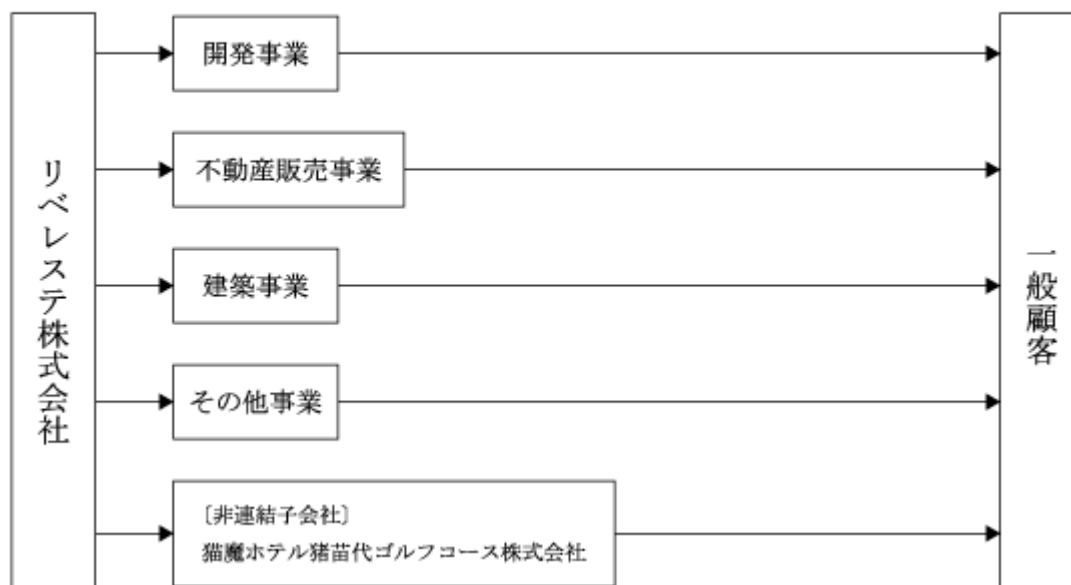 リベレステ株式会社
開発事業
不動産販売事業
建築事業
その他事業
〔非連結子会社〕
猫魔ホテル猪苗代ゴルフコース株式会社
一般顧客